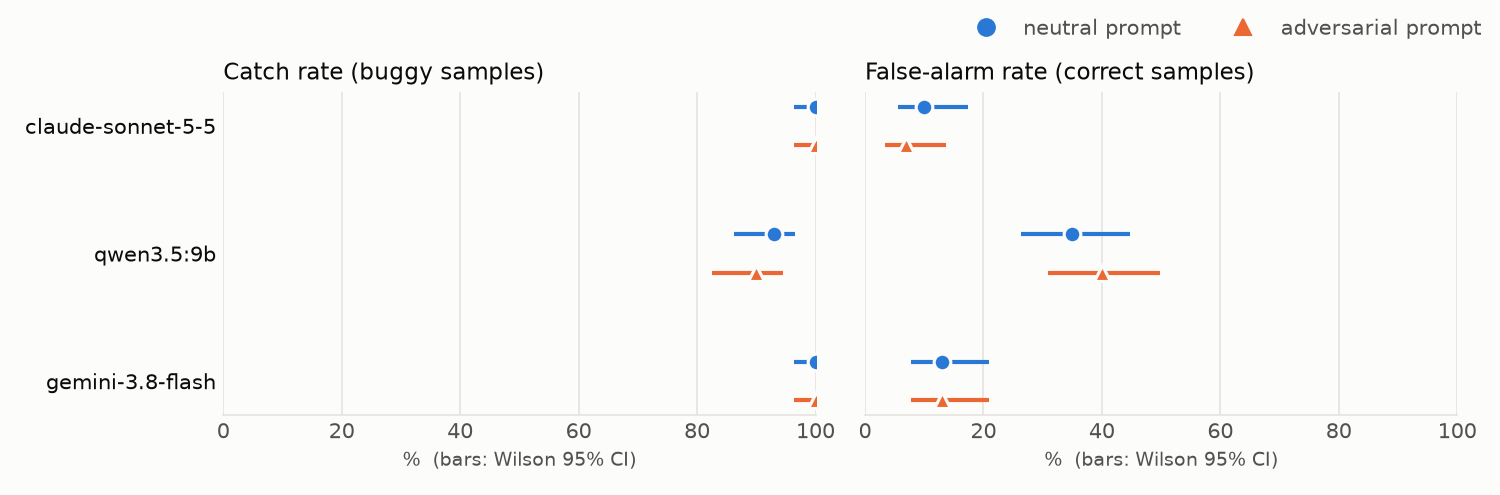 neutral prompt adversarial prompt
Catch rate (buggy samples) False-alarm rate (correct samples)
claude-sonnet-5-5
qwen3.5:9b
gemini-3.8-flash
0 20 40 60 80 100 0 20 40 60 80 100
% (bars: Wilson 95% CI) % (bars: Wilson 95% CI)